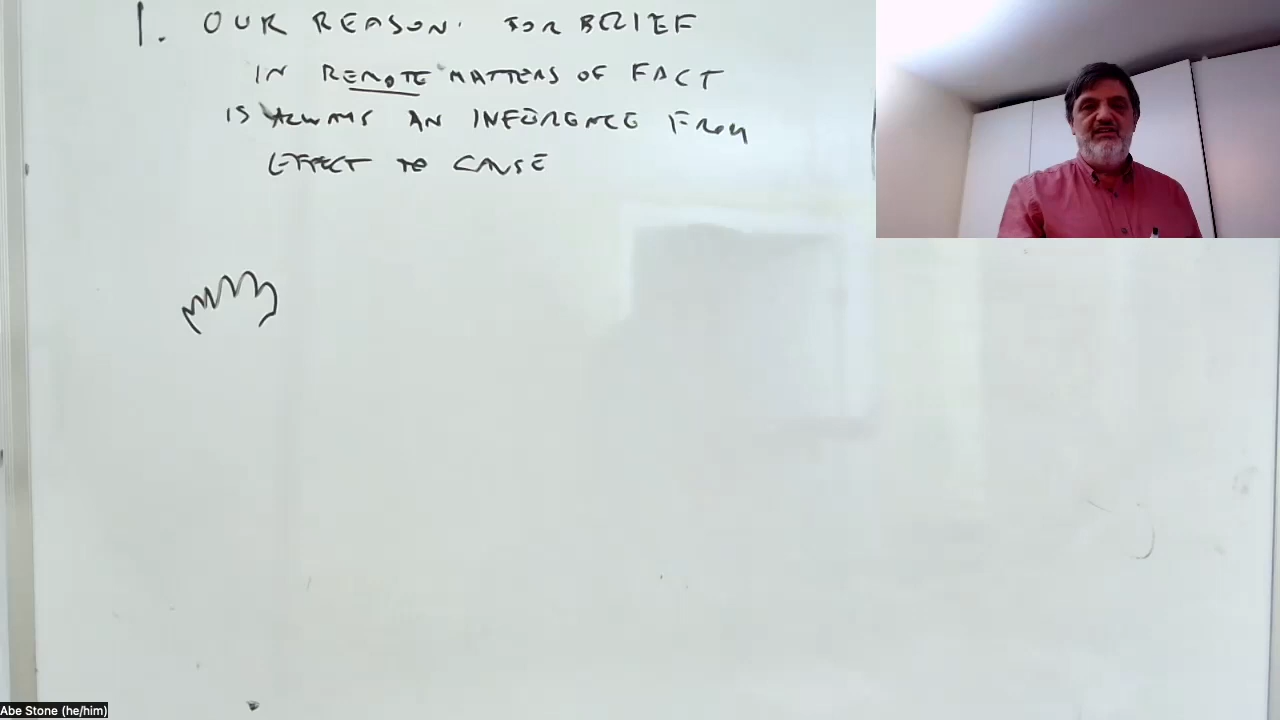 1. OUR REASON FOR BELIEF
IN REMOTE MATTERS OF FACT
IS ALWAYS AN INFERENCE FROM
EFFECT TO CAUSE
Abe Stone (he/him)